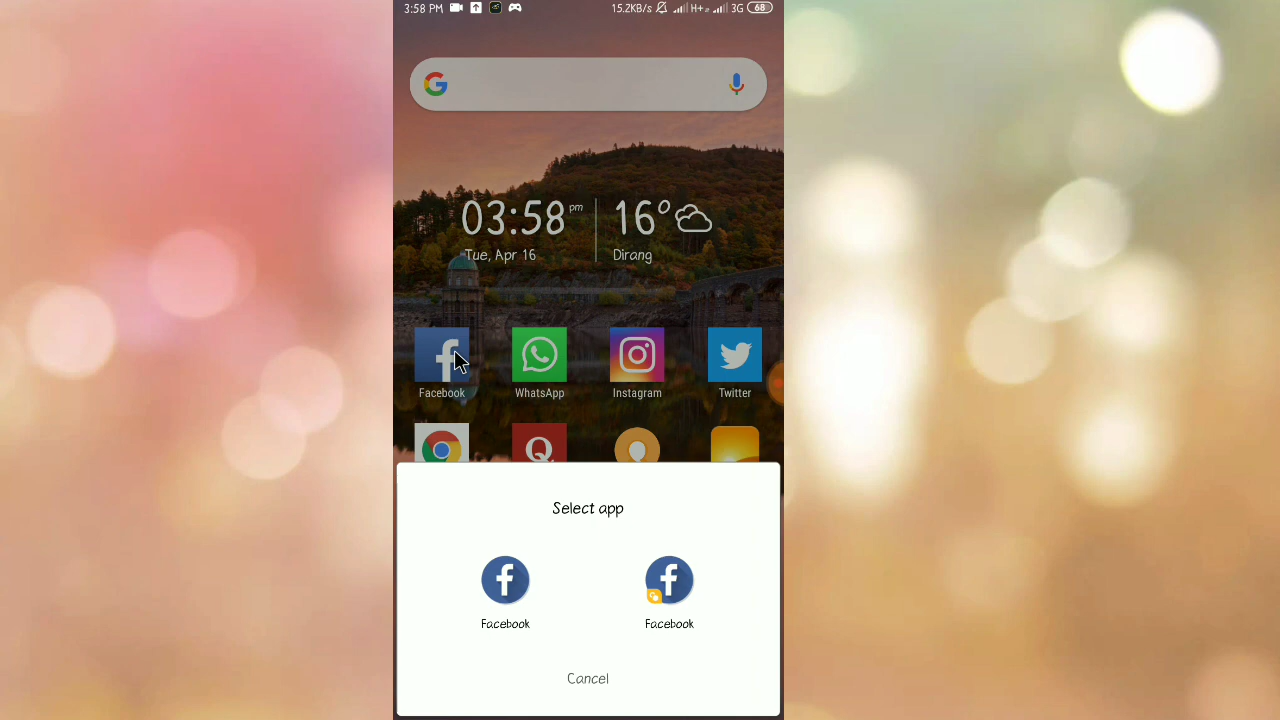 3:58 PM
15.2KB/s H+ 3G 68
03:58 pm
16°
Tue, Apr 16
Dirang
Facebook
WhatsApp
Instagram
Twitter
Select app
Facebook
Facebook
Cancel